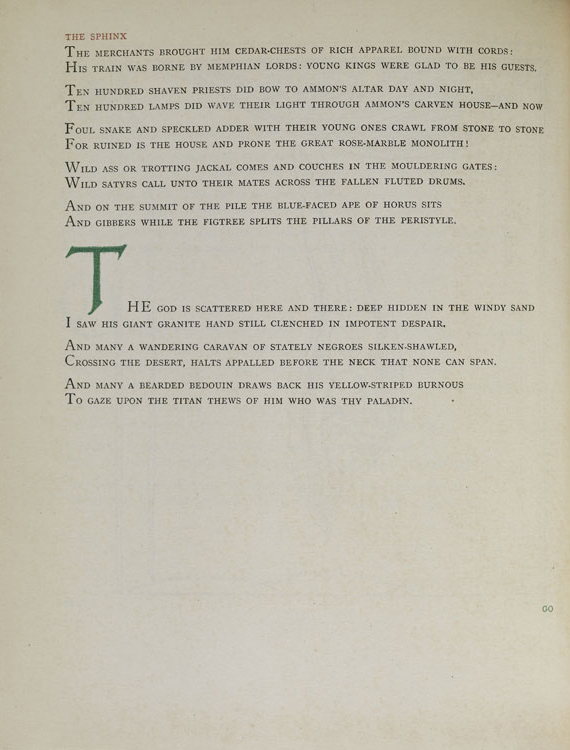 THE SPHINX
THE MERCHANTS BROUGHT HIM CEDAR-CHESTS OF RICH APPAREL BOUND WITH CORDS:
HIS TRAIN WAS BORNE BY MEMPHIAN LORDS: YOUNG KINGS WERE GLAD TO BE HIS GUESTS.
TEN HUNDRED SHAVEN PRIESTS DID BOW TO AMMON'S ALTAR DAY AND NIGHT,
TEN HUNDRED LAMPS DID WAVE THEIR LIGHT THROUGH AMMON'S CARVEN HOUSE—AND NOW
FOUL SNAKE AND SPECKLED ADDER WITH THEIR YOUNG ONES CRAWL FROM STONE TO STONE
FOR RUINED IS THE HOUSE AND PRONE THE GREAT ROSE-MARBLE MONOLITH!
WILD ASS OR TROTTING JACKAL COMES AND COUCHES IN THE MOULDERING GATES:
WILD SATYRS CALL UNTO THEIR MATES ACROSS THE FALLEN FLUTED DRUMS.
AND ON THE SUMMIT OF THE PILE THE BLUE-FACED APE OF HORUS SITS
AND GIBBERS WHILE THE FIGTREE SPLITS THE PILLARS OF THE PERISTYLE.
THE GOD IS SCATTERED HERE AND THERE: DEEP HIDDEN IN THE WINDY SAND
I SAW HIS GIANT GRANITE HAND STILL CLENCHED IN IMPOTENT DESPAIR.
AND MANY A WANDERING CARAVAN OF STATELY NEGROES SILKEN-SHAWLED,
CROSSING THE DESERT, HALTS APPALLED BEFORE THE NECK THAT NONE CAN SPAN.
AND MANY A BEARDED BEDOUIN DRAWS BACK HIS YELLOW-STRIPED BURNOUS
TO GAZE UPON THE TITAN THEWS OF HIM WHO WAS THY PALADIN.
GO